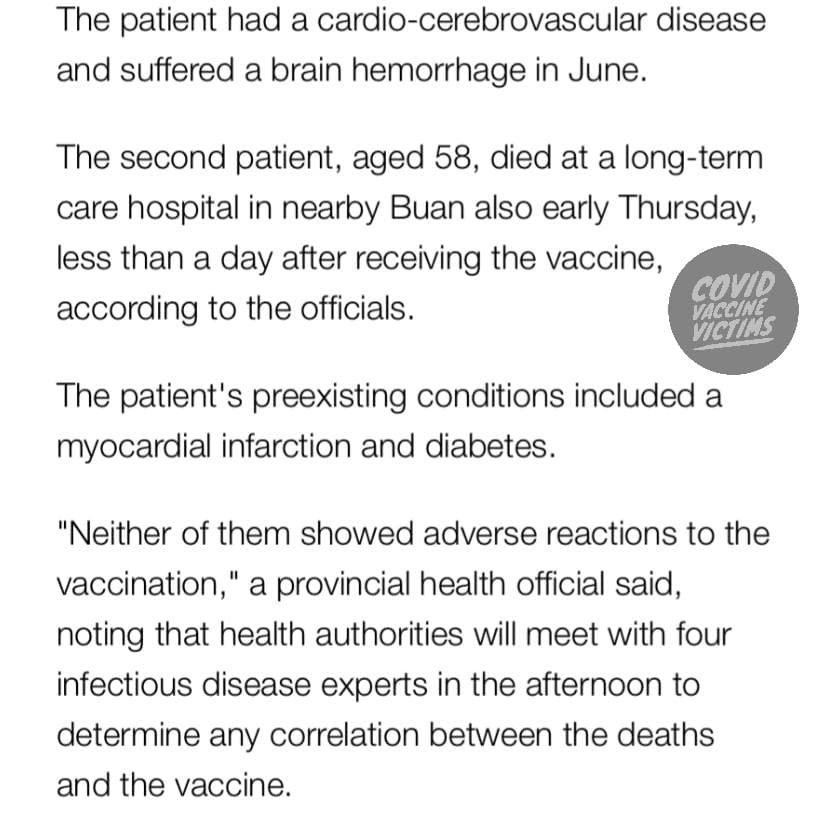 The patient had a cardio-cerebrovascular disease
and suffered a brain hemorrhage in June.
The second patient, aged 58, died at a long-term
care hospital in nearby Buan also early Thursday,
less than a day after receiving the vaccine,
according to the officials.
COVID
VACCINE
VICTIMS
The patient's preexisting conditions included a
myocardial infarction and diabetes.
"Neither of them showed adverse reactions to the
vaccination," a provincial health official said,
noting that health authorities will meet with four
infectious disease experts in the afternoon to
determine any correlation between the deaths
and the vaccine.